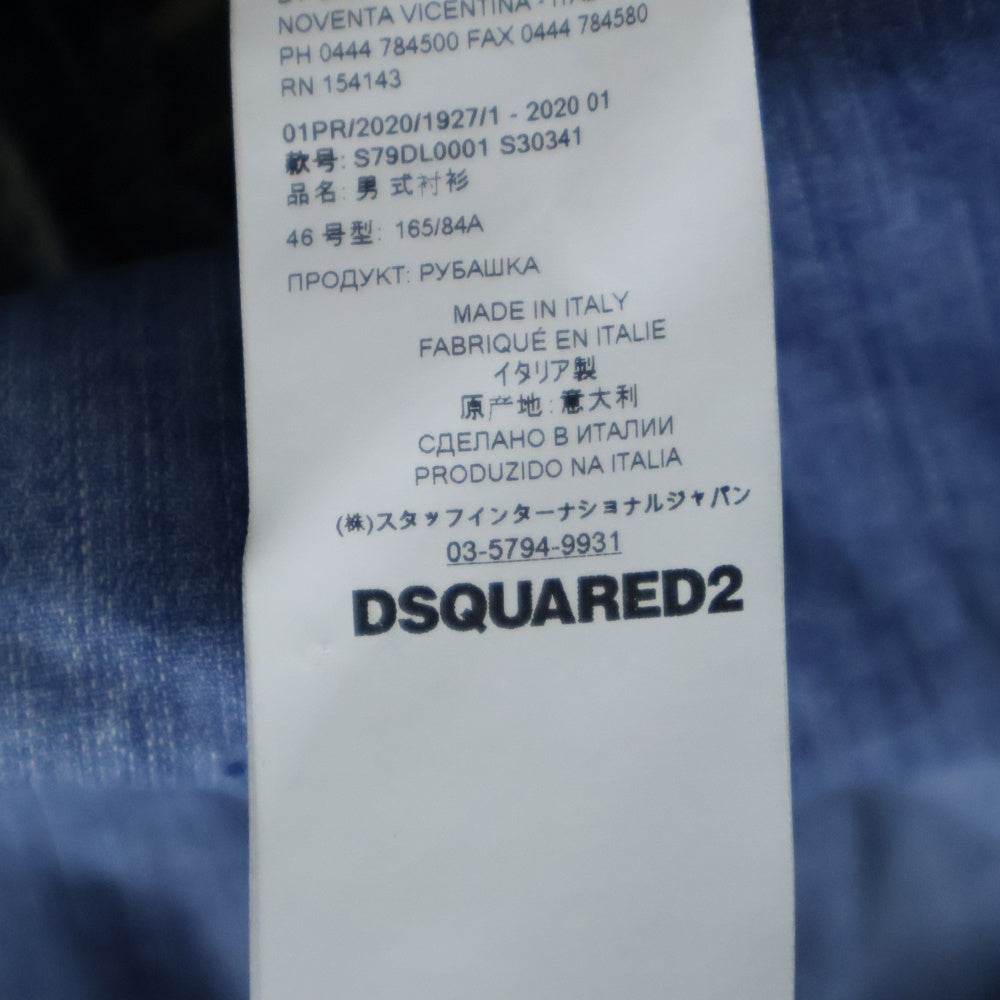 NOVENTA VICENTINA - ITA
PH 0444 784500 FAX 0444 784580
RN 154143
01PR/2020/1927/1 - 2020 01
款号: S79DL0001 S30341
品名: 男 式衬衫
46 号型: 165/84A
ПРОДУКТ: РУБАШКА
MADE IN ITALY
FABRIQUÉ EN ITALIE
イタリア製
原产地: 意大利
СДЕЛАНО В ИТАЛИИ
PRODUZIDO NA ITALIA
(株)スタッフインターナショナルジャパン
03-5794-9931
DSQUARED2